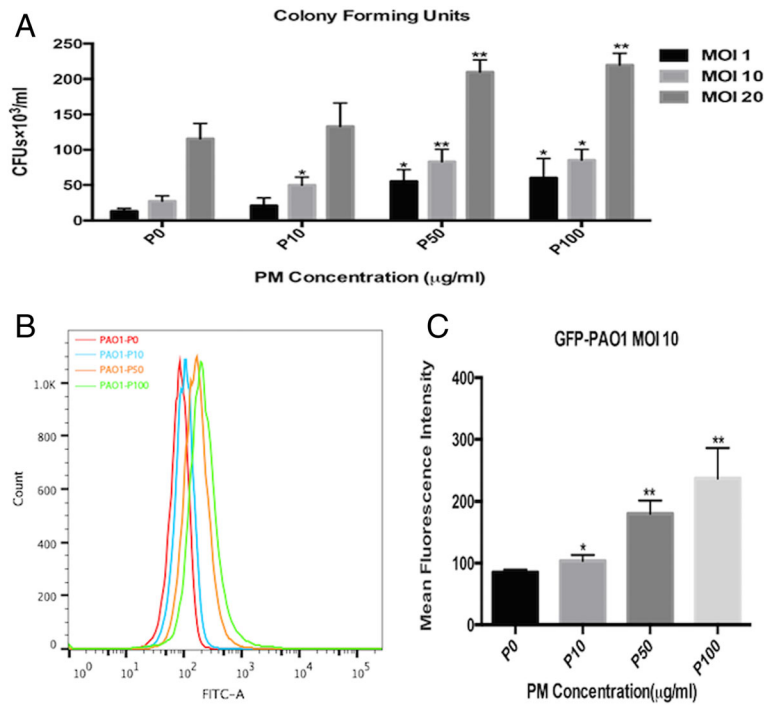 A
Colony Forming Units
CFUs×10³/ml
250
200
150
100
50
0
*
*
**
**
*
*
**
MOI 1
MOI 10
MOI 20
P0
P10
P50
P100
PM Concentration (μg/ml)
B
PAO1-P0
PAO1-P10
PAO1-P50
PAO1-P100
Count
1.0K
800
600
400
200
0
10⁰
10¹
10²
10³
10⁴
10⁵
FITC-A
C
GFP-PAO1 MOI 10
Mean Fluorescence Intensity
400
300
200
100
0
*
**
**
P0
P10
P50
P100
PM Concentration(μg/ml)